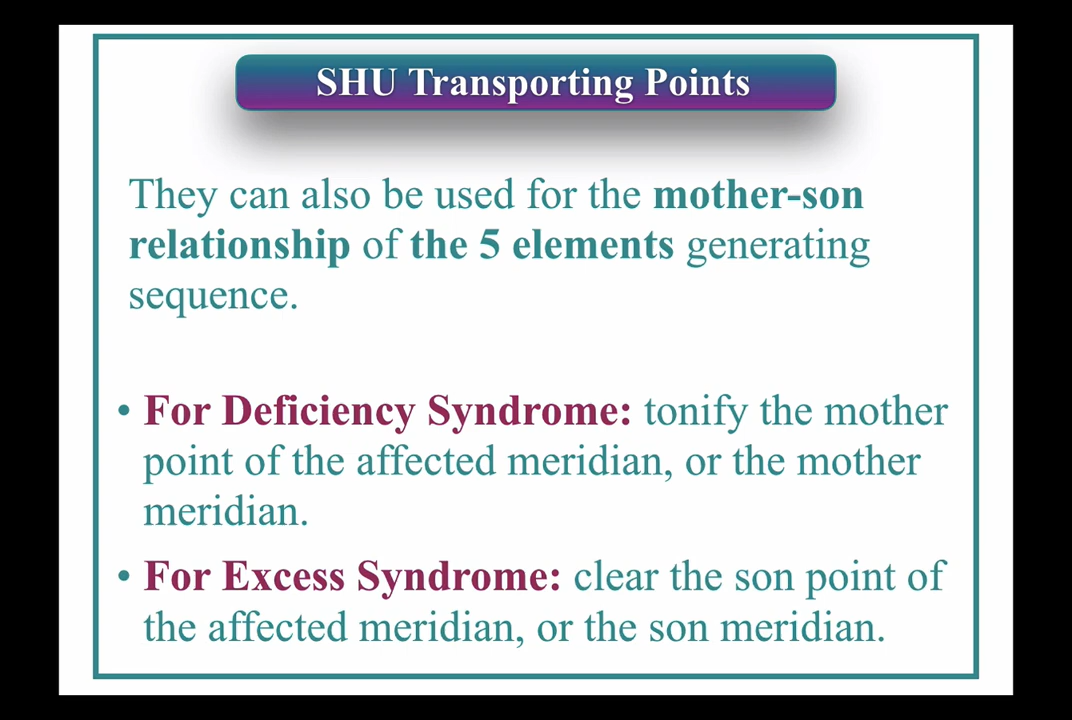 SHU Transporting Points
They can also be used for the mother-son
relationship of the 5 elements generating
sequence.
• For Deficiency Syndrome: tonify the mother
point of the affected meridian, or the mother
meridian.
• For Excess Syndrome: clear the son point of
the affected meridian, or the son meridian.